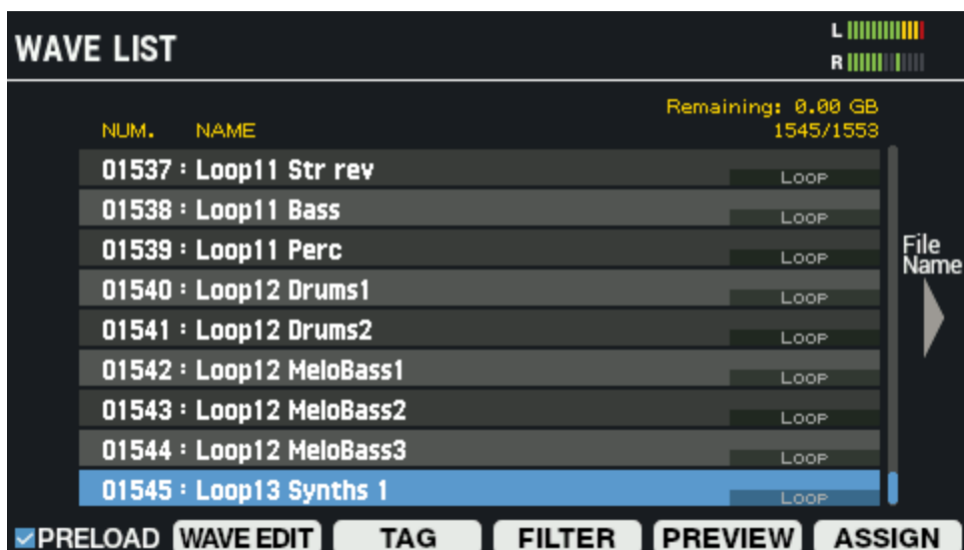 WAVE LIST
L
R
Remaining: 0.00 GB
NUM. NAME 1545/1553
01537 : Loop11 Str rev LOOP
01538 : Loop11 Bass LOOP
01539 : Loop11 Perc LOOP
01540 : Loop12 Drums1 LOOP
01541 : Loop12 Drums2 LOOP
01542 : Loop12 MeloBass1 LOOP
01543 : Loop12 MeloBass2 LOOP
01544 : Loop12 MeloBass3 LOOP
01545 : Loop13 Synths 1 LOOP
File
Name
PRELOAD WAVE EDIT TAG FILTER PREVIEW ASSIGN